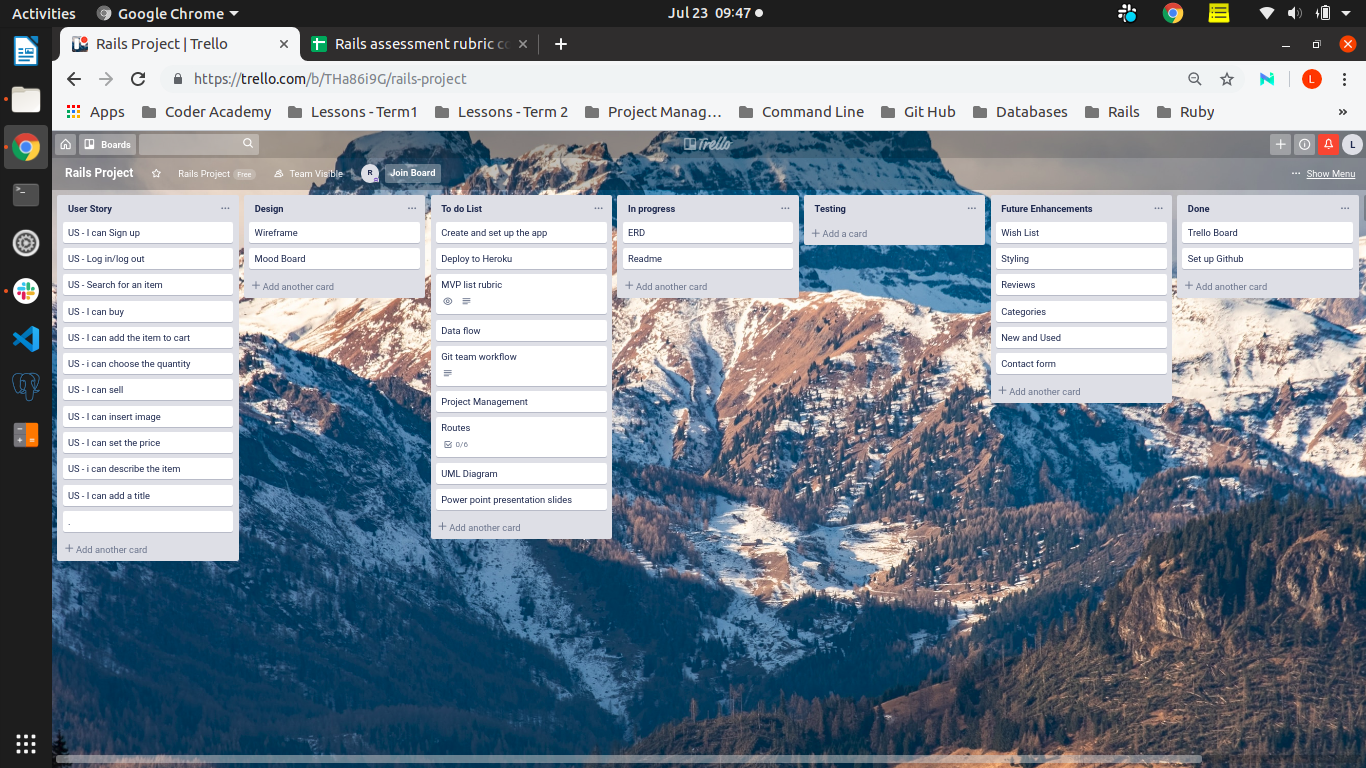 Activities
Google Chrome
Jul 23 09:47
Rails Project | Trello
Rails assessment rubric co
https://trello.com/b/THa86i9G/rails-project
L
Apps
Coder Academy
Lessons - Term1
Lessons - Term 2
Project Manag…
Command Line
Git Hub
Databases
Rails
Ruby
»
Boards
Trello
L
Rails Project
Rails Project Free
Team Visible
R
Join Board
... Show Menu
User Story
US - I can Sign up
US - Log in/log out
US - Search for an item
US - I can buy
US - I can add the item to cart
US - i can choose the quantity
US - I can sell
US - I can insert image
US - I can set the price
US - i can describe the item
US - I can add a title
.
+ Add another card
Design
Wireframe
Mood Board
+ Add another card
To do List
Create and set up the app
Deploy to Heroku
MVP list rubric
Data flow
Git team workflow
Project Management
Routes
0/6
UML Diagram
Power point presentation slides
+ Add another card
In progress
ERD
Readme
+ Add another card
Testing
+ Add a card
Future Enhancements
Wish List
Styling
Reviews
Categories
New and Used
Contact form
+ Add another card
Done
Trello Board
Set up Github
+ Add another card